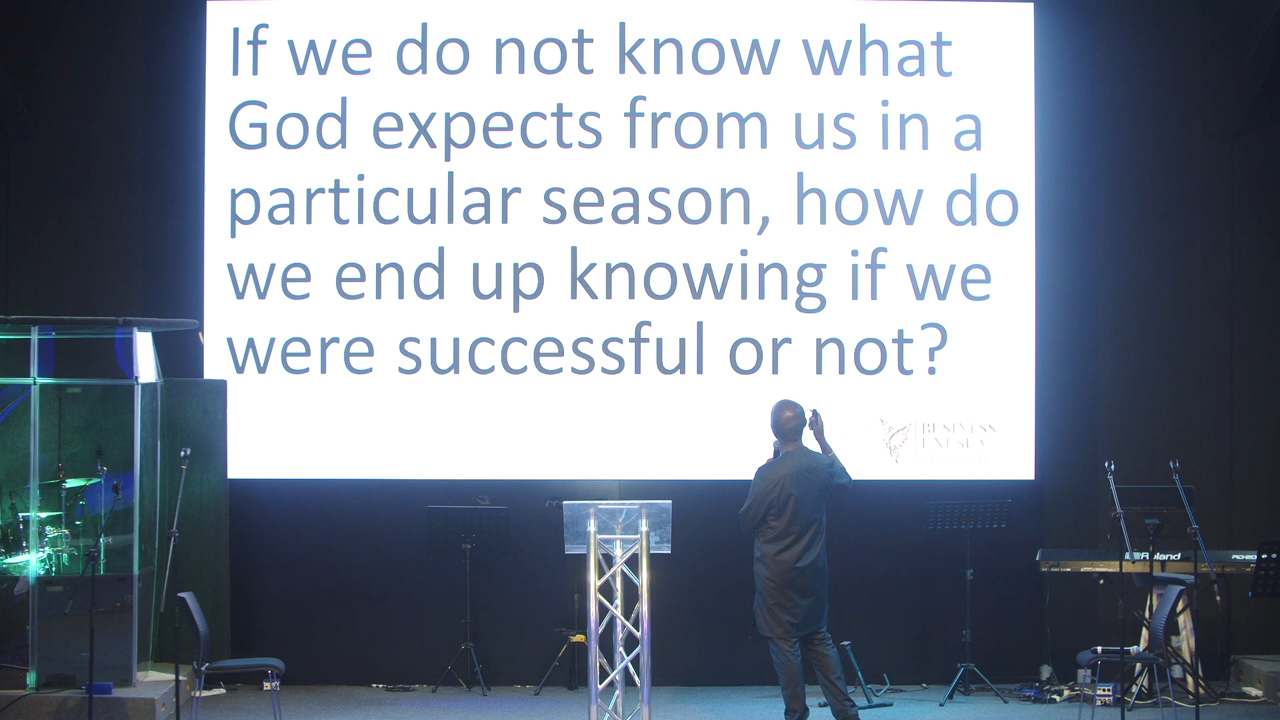 If we do not know what
God expects from us in a
particular season, how do
we end up knowing if we
were successful or not?
BUSINESS
Roland